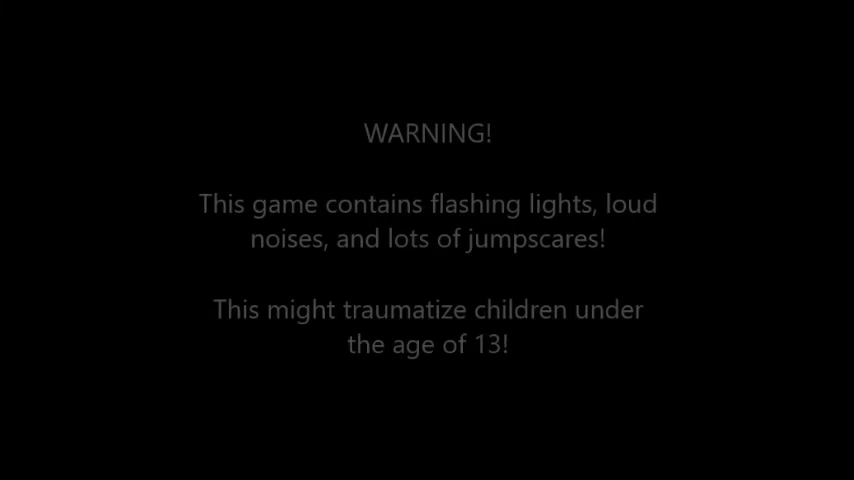 WARNING!
This game contains flashing lights, loud
noises, and lots of jumpscares!
This might traumatize children under
the age of 13!